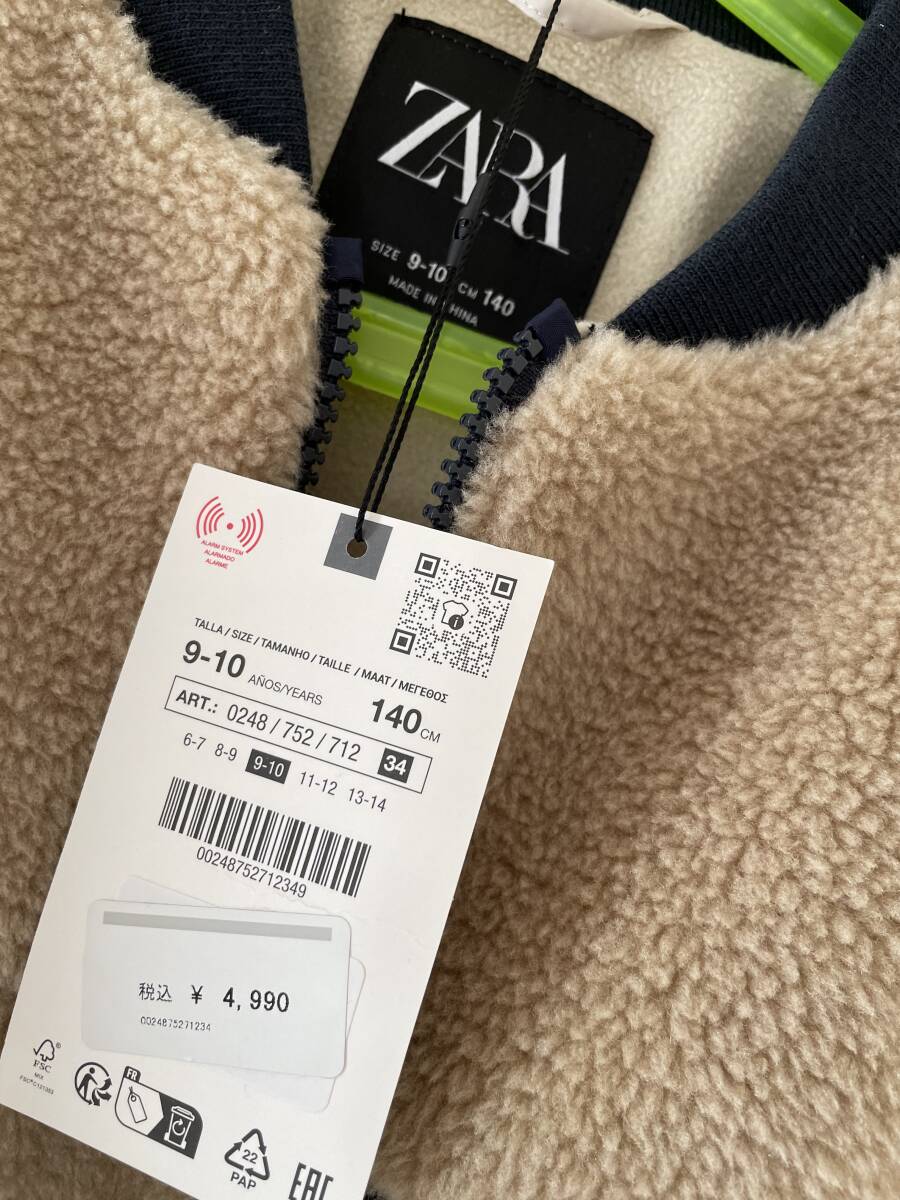 ZARA
SIZE 9-10 CM 140
MADE IN CHINA
ALARM SYSTEM
ALARMADO
ALARME
TALLA / SIZE / TAMANHO / TAILLE / MAAT / ΜΕΓΕΘΟΣ
9-10 AÑOS/YEARS 140 CM
ART.: 0248 / 752 / 712 34
6-7 8-9 9-10 11-12 13-14
00248752712349
税込 ¥ 4,990
0024875271234
FSC®
MIX
FR
22
PAP
EAC